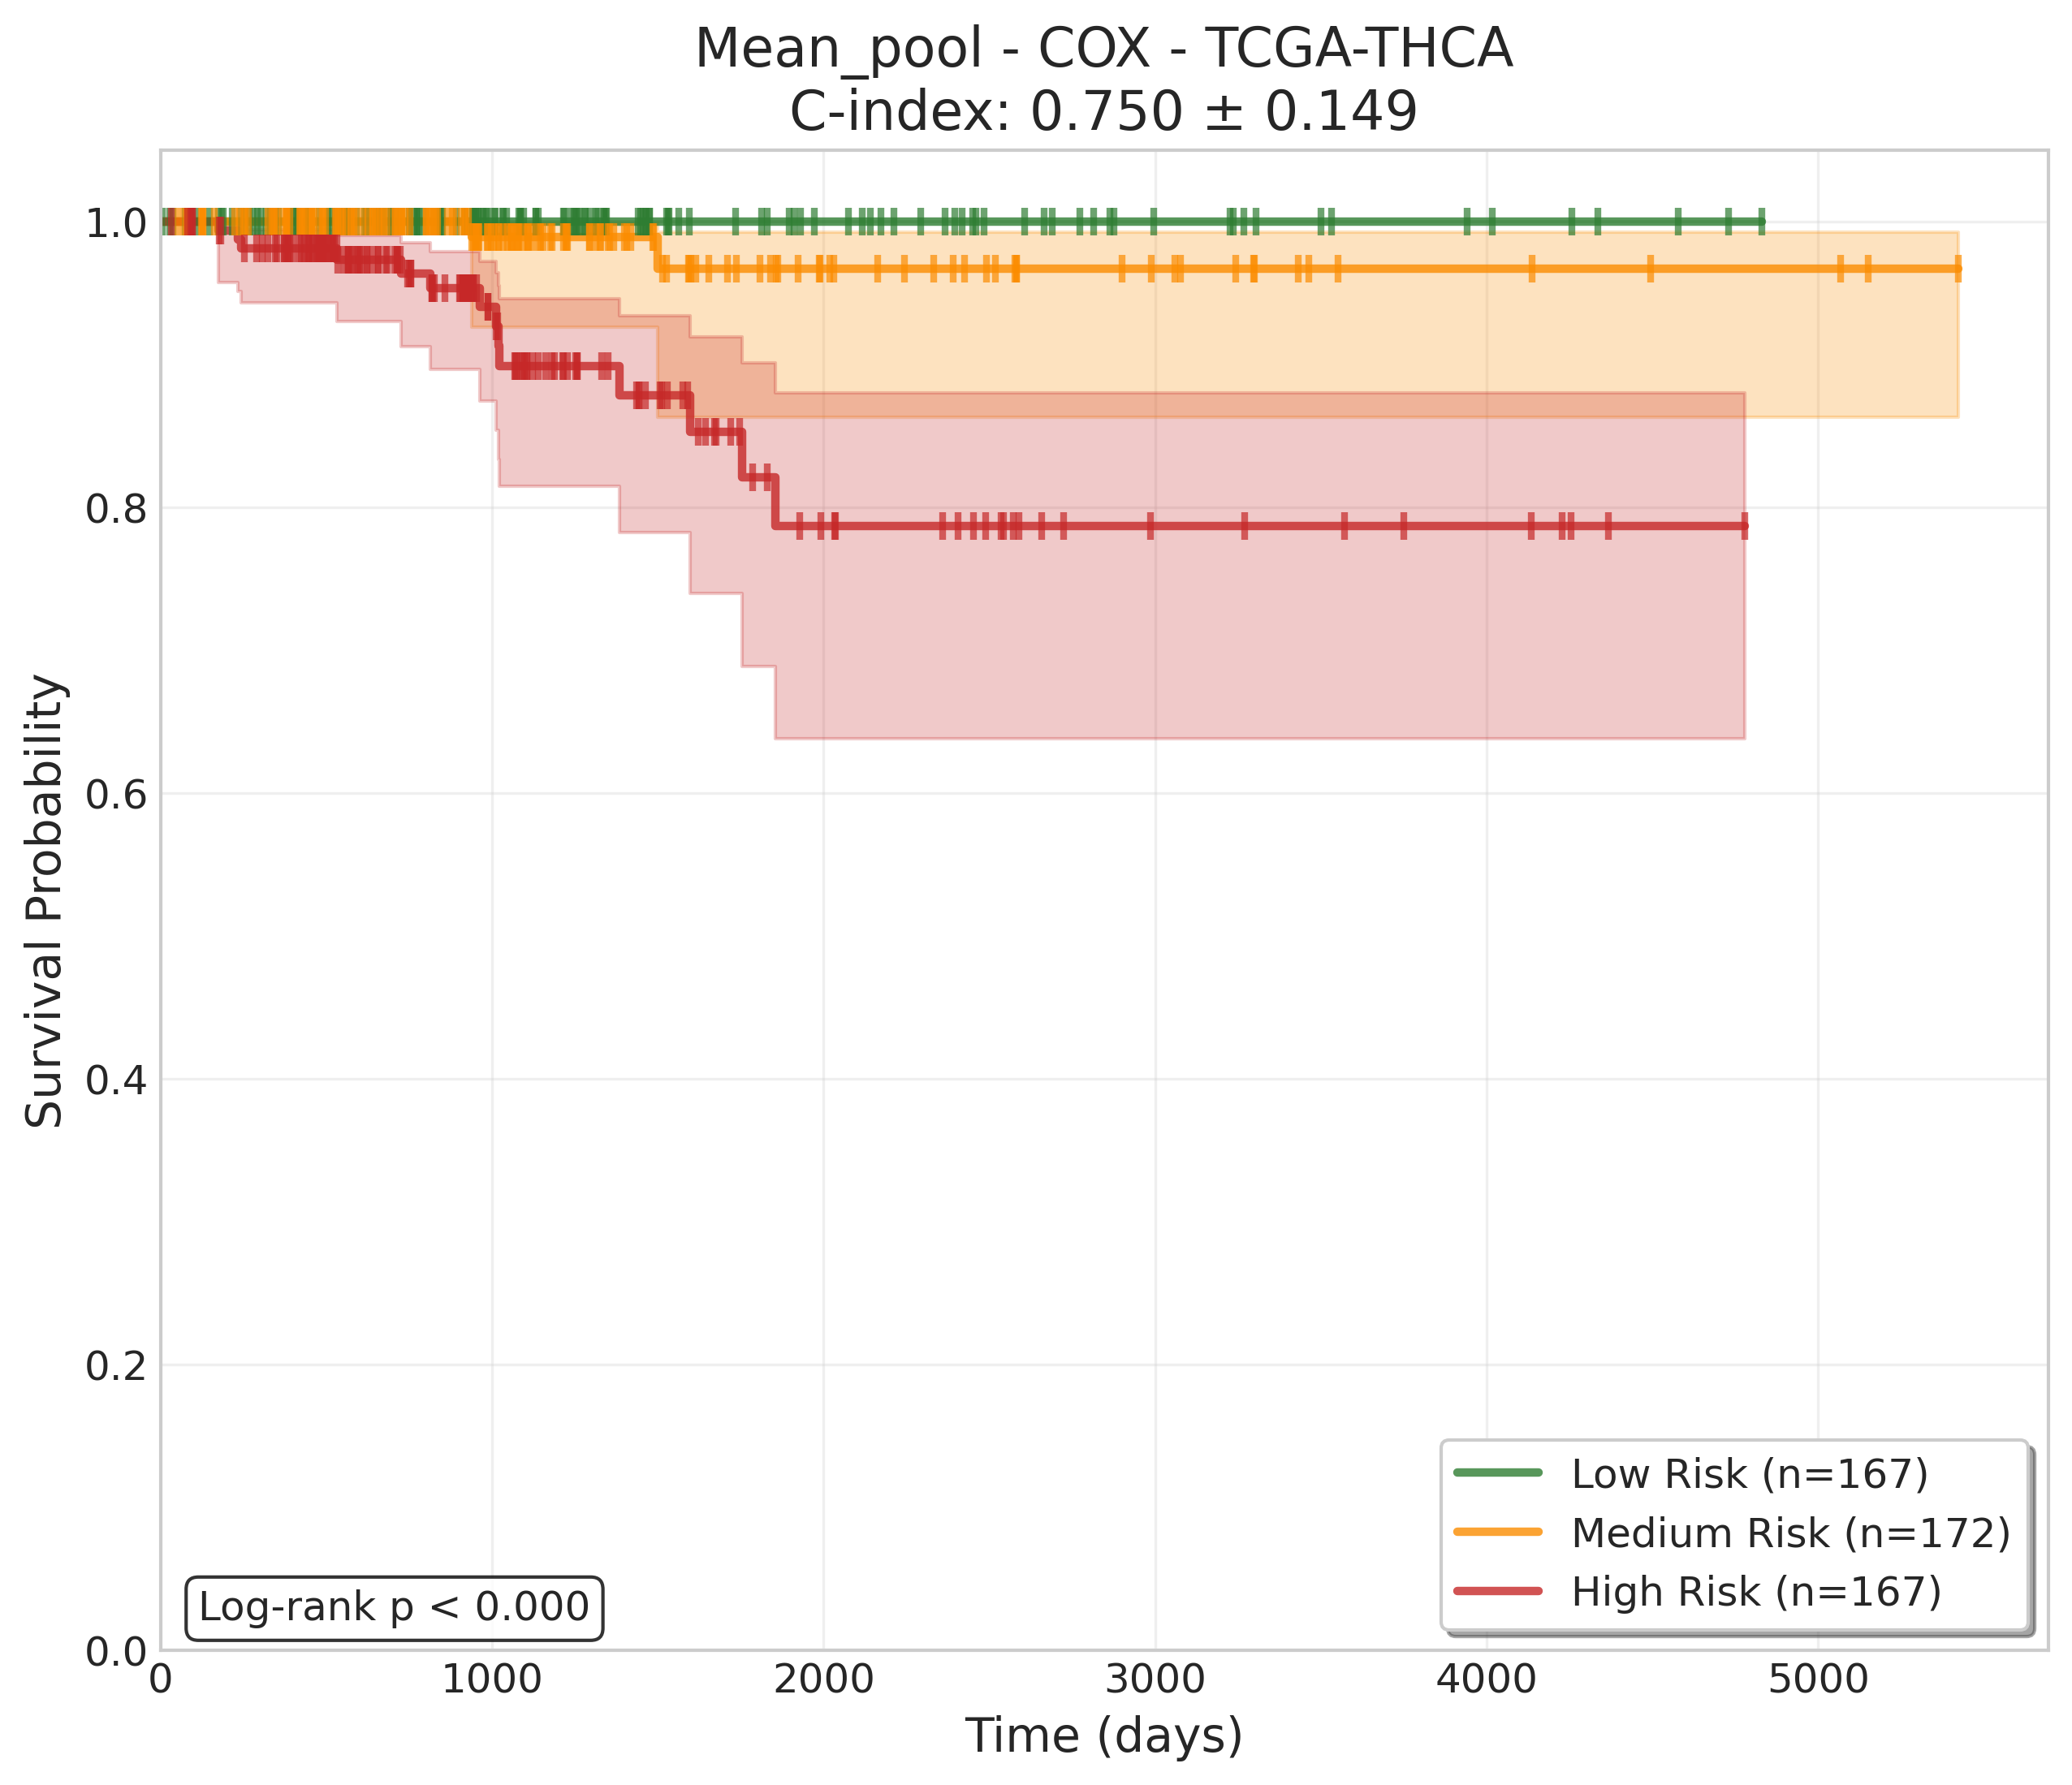 Mean_pool - COX - TCGA-THCA
C-index: 0.750 ± 0.149
Survival Probability
1.0
0.8
0.6
0.4
0.2
0.0
0
1000
2000
3000
4000
5000
Time (days)
Log-rank p < 0.000
Low Risk (n=167)
Medium Risk (n=172)
High Risk (n=167)